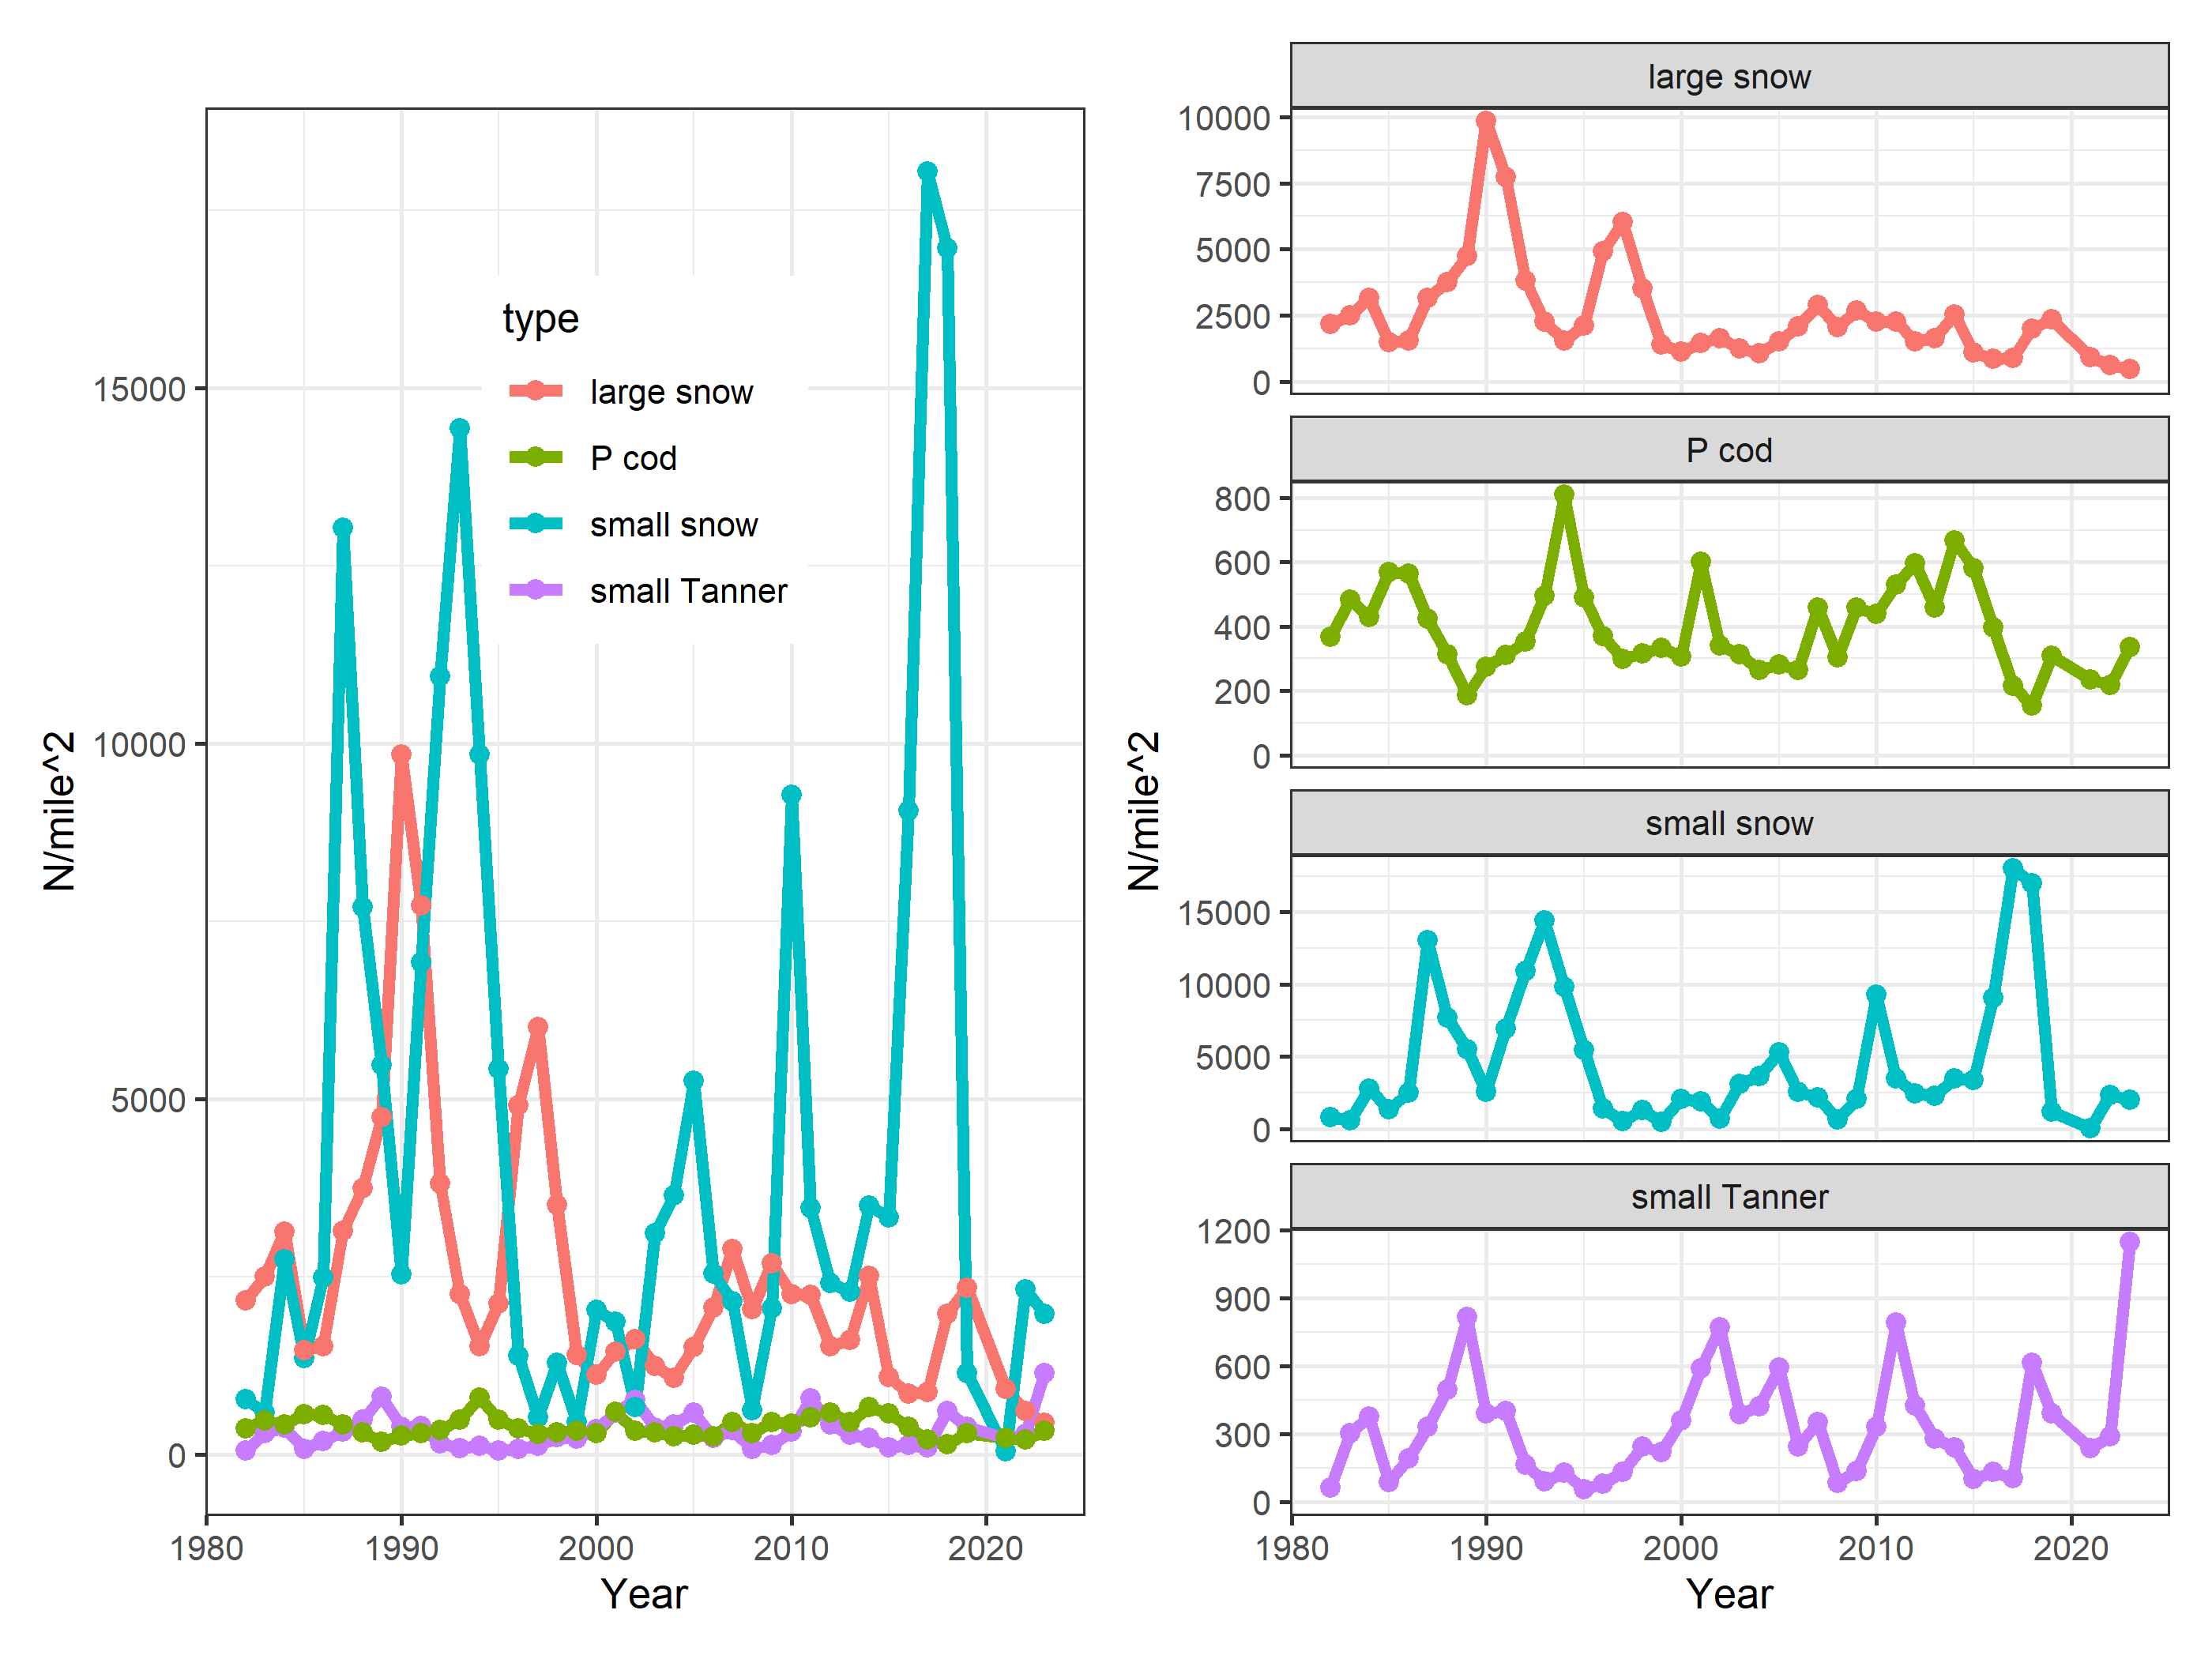 N/mile^2
15000
10000
5000
0
type
large snow
P cod
small snow
small Tanner
1980 1990 2000 2010 2020
Year
N/mile^2
large snow
10000
7500
5000
2500
0
P cod
800
600
400
200
0
small snow
15000
10000
5000
0
small Tanner
1200
900
600
300
0
1980 1990 2000 2010 2020
Year